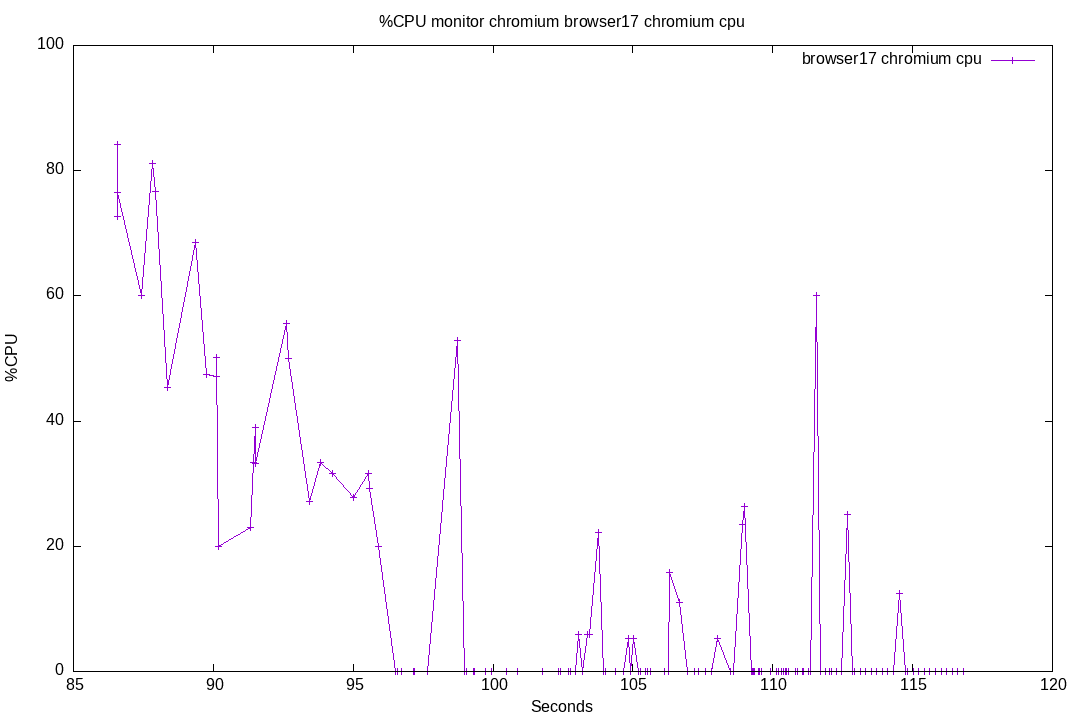 %CPU monitor chromium browser17 chromium cpu
browser17 chromium cpu
%CPU
100
80
60
40
20
0
85 90 95 100 105 110 115 120
Seconds